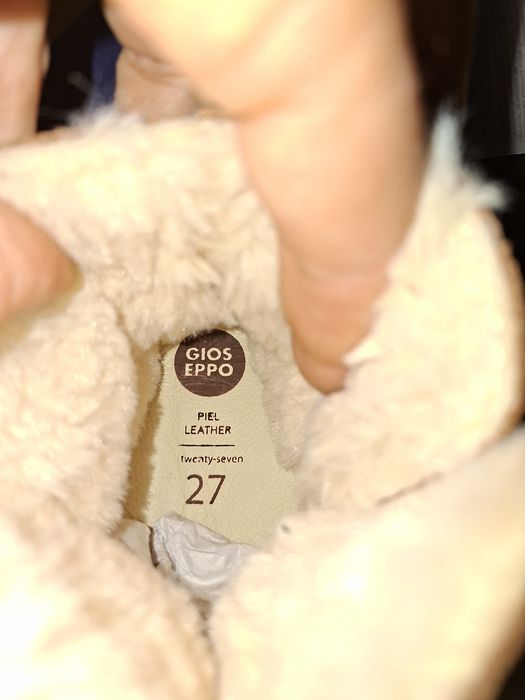 GIOS
EPPO
PIEL
LEATHER
twenty-seven
27